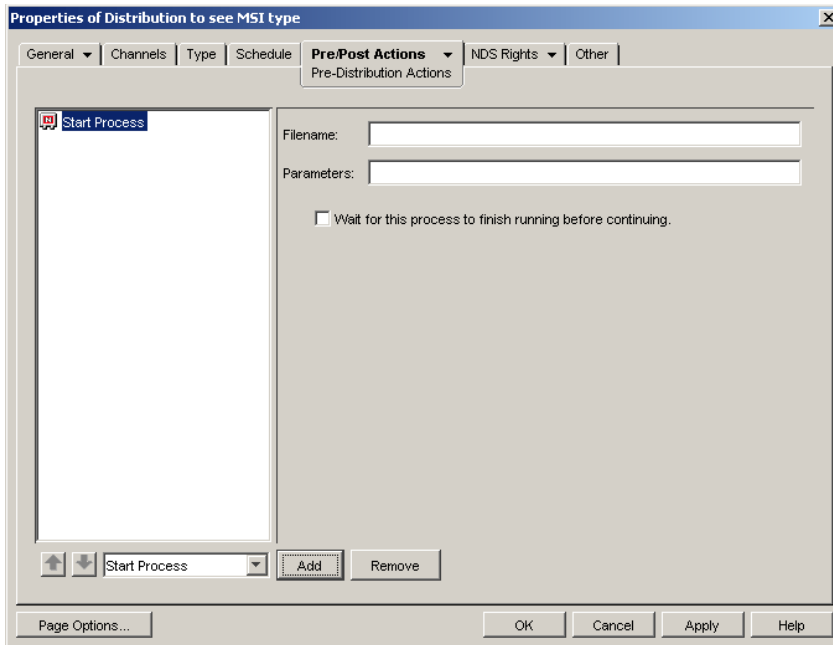 Properties of Distribution to see MSI type
General Channels Type Schedule Pre/Post Actions NDS Rights Other
Pre-Distribution Actions
Start Process
Filename:
Parameters:
Wait for this process to finish running before continuing.
Start Process Add Remove
Page Options... OK Cancel Apply Help